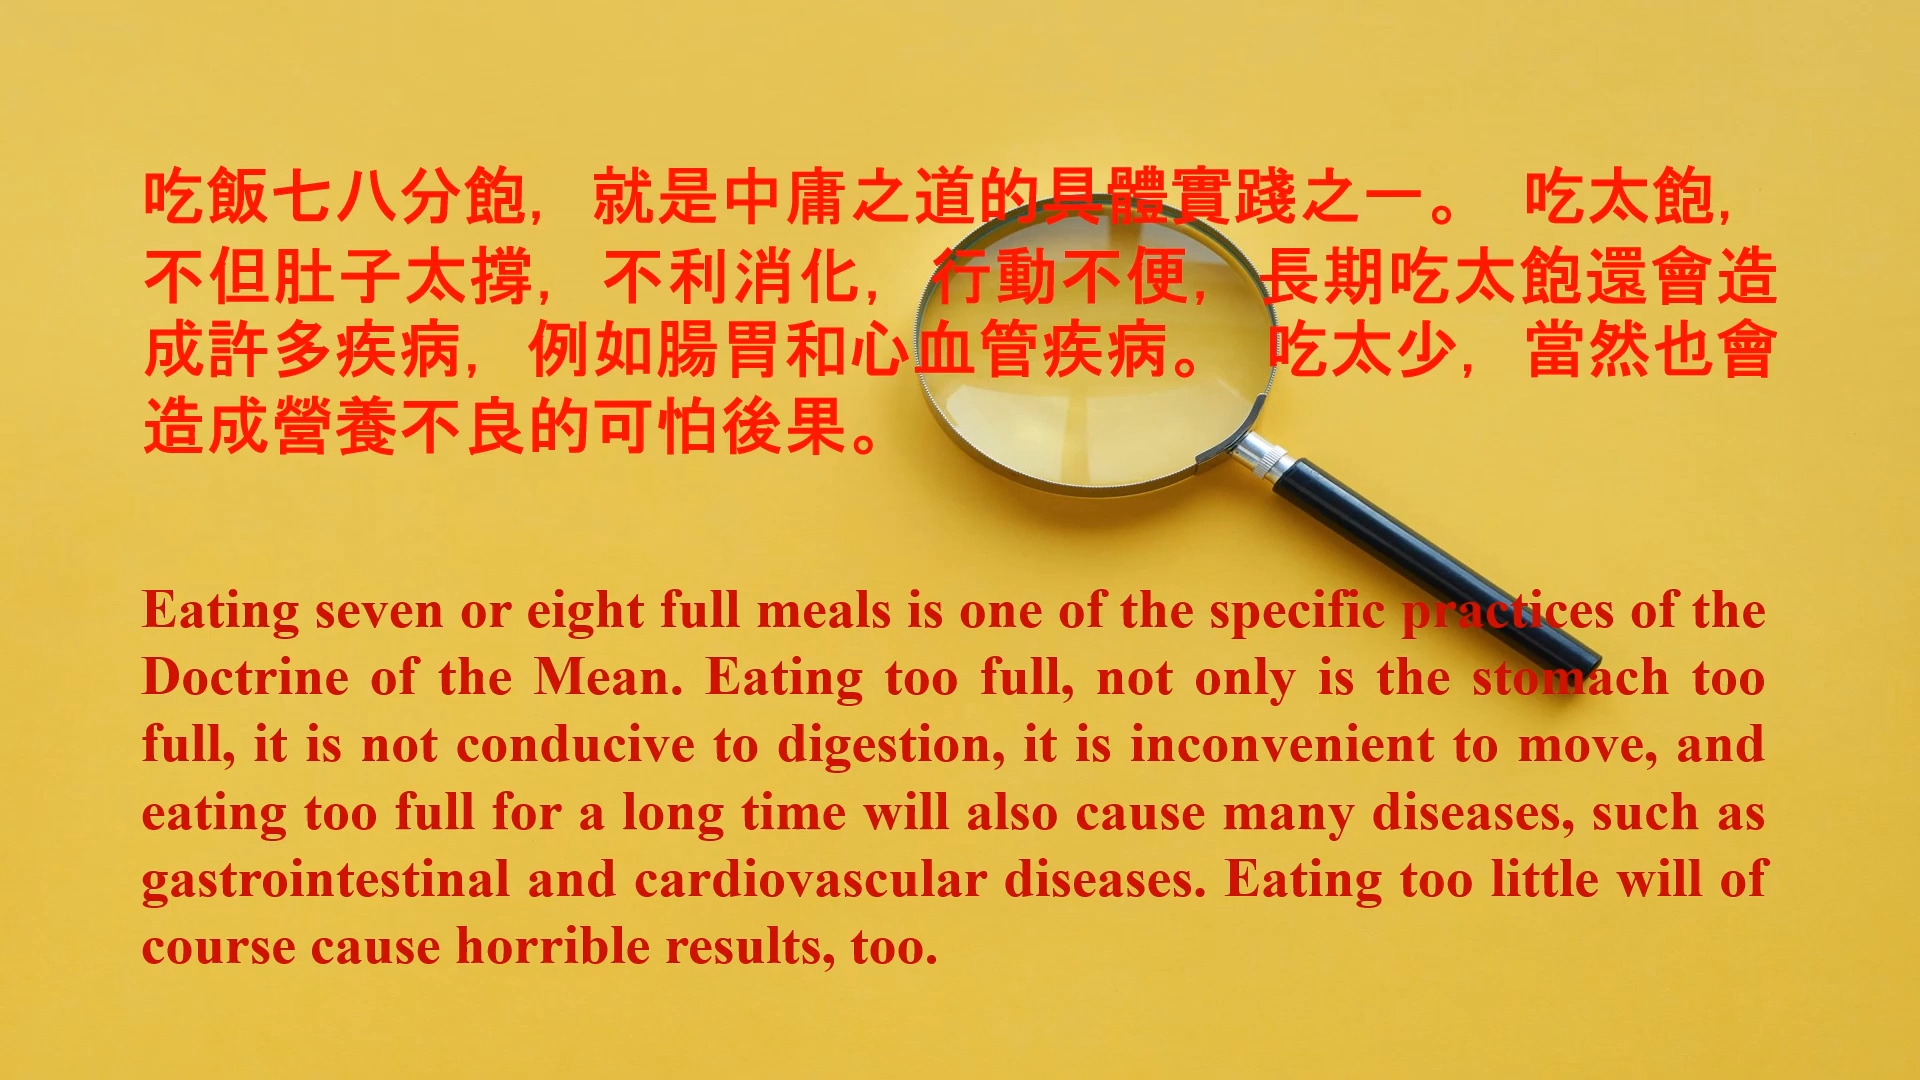 吃飯七八分飽，就是中庸之道的具體實踐之一。 吃太飽，
不但肚子太撐，不利消化，行動不便，長期吃太飽還會造
成許多疾病，例如腸胃和心血管疾病。 吃太少，當然也會
造成營養不良的可怕後果。
Eating seven or eight full meals is one of the specific practices of the
Doctrine of the Mean. Eating too full, not only is the stomach too
full, it is not conducive to digestion, it is inconvenient to move, and
eating too full for a long time will also cause many diseases, such as
gastrointestinal and cardiovascular diseases. Eating too little will of
course cause horrible results, too.